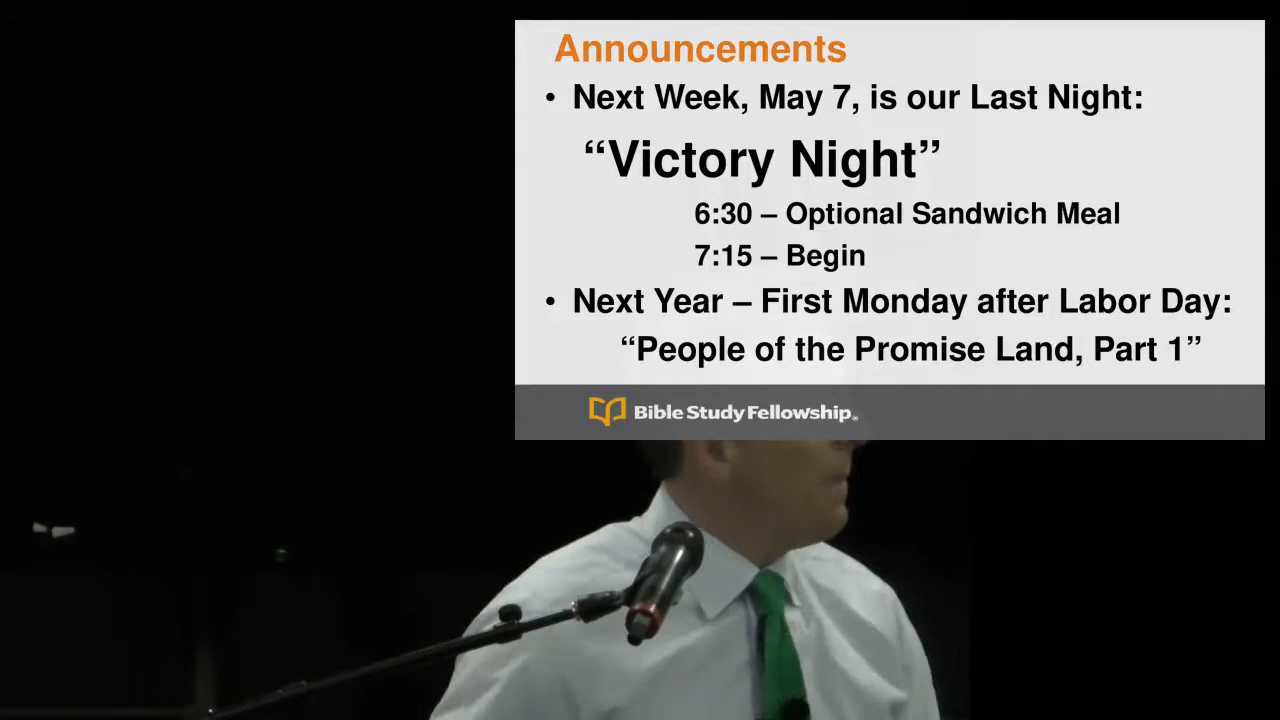 Announcements
• Next Week, May 7, is our Last Night:
“Victory Night”
6:30 – Optional Sandwich Meal
7:15 – Begin
• Next Year – First Monday after Labor Day:
“People of the Promise Land, Part 1”
Bible Study Fellowship®